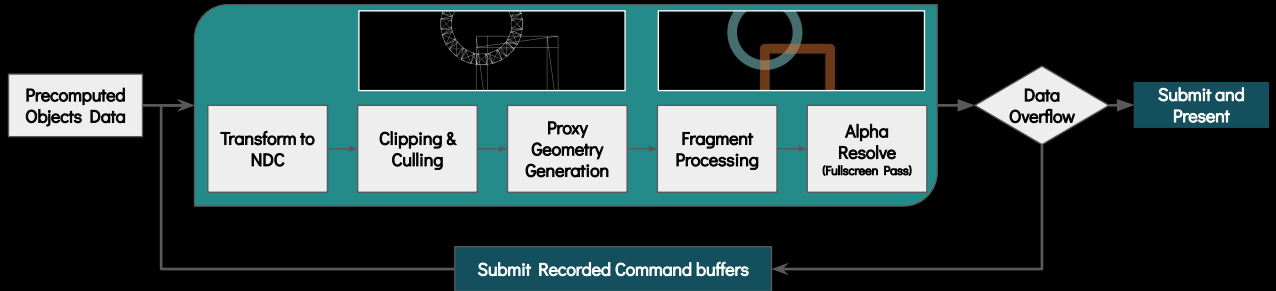 Precomputed
Objects Data
Transform to
NDC
Clipping &
Culling
Proxy
Geometry
Generation
Fragment
Processing
Alpha
Resolve
(Fullscreen Pass)
Data
Overflow
Submit and
Present
Submit Recorded Command buffers